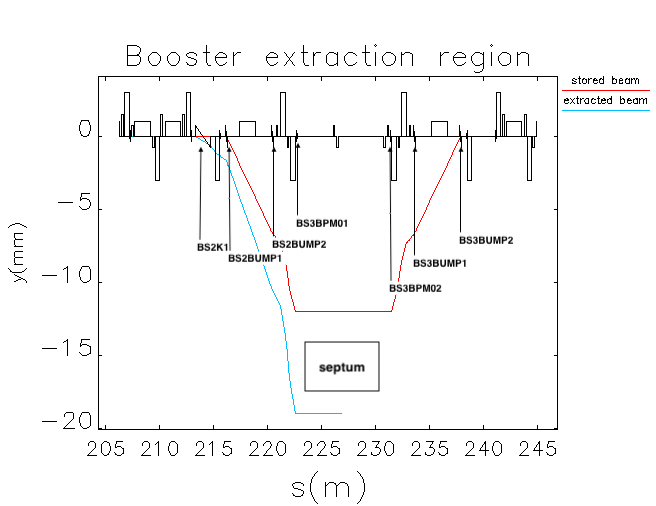 Booster extraction region
stored beam
extracted beam
0
BS3BPM01
−5
BS2K1
BS2BUMP2
BS3BUMP2
BS2BUMP1
BS3BUMP1
y(mm)
−10
BS3BPM02
−15
septum
−20
205 210 215 220 225 230 235 240 245
s(m)